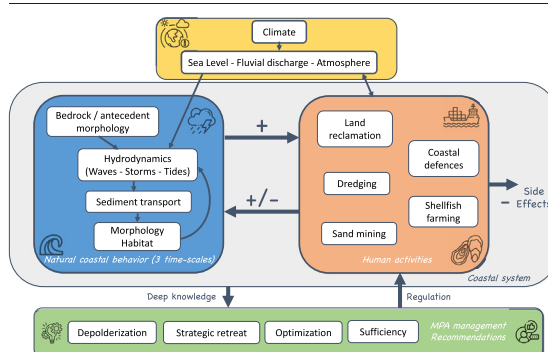 Climate
Sea Level - Fluvial discharge - Atmosphere
Bedrock / antecedent
morphology
Hydrodynamics
(Waves - Storms - Tides)
Sediment transport
Morphology
Habitat
Natural coastal behavior (3 time-scales)
+
+/-
Land
reclamation
Coastal
defences
Dredging
Shellfish
farming
Sand mining
Human activities
Side
- Effects
Coastal system
Deep knowledge
Regulation
Depolderization
Strategic retreat
Optimization
Sufficiency
MPA management
Recommendations